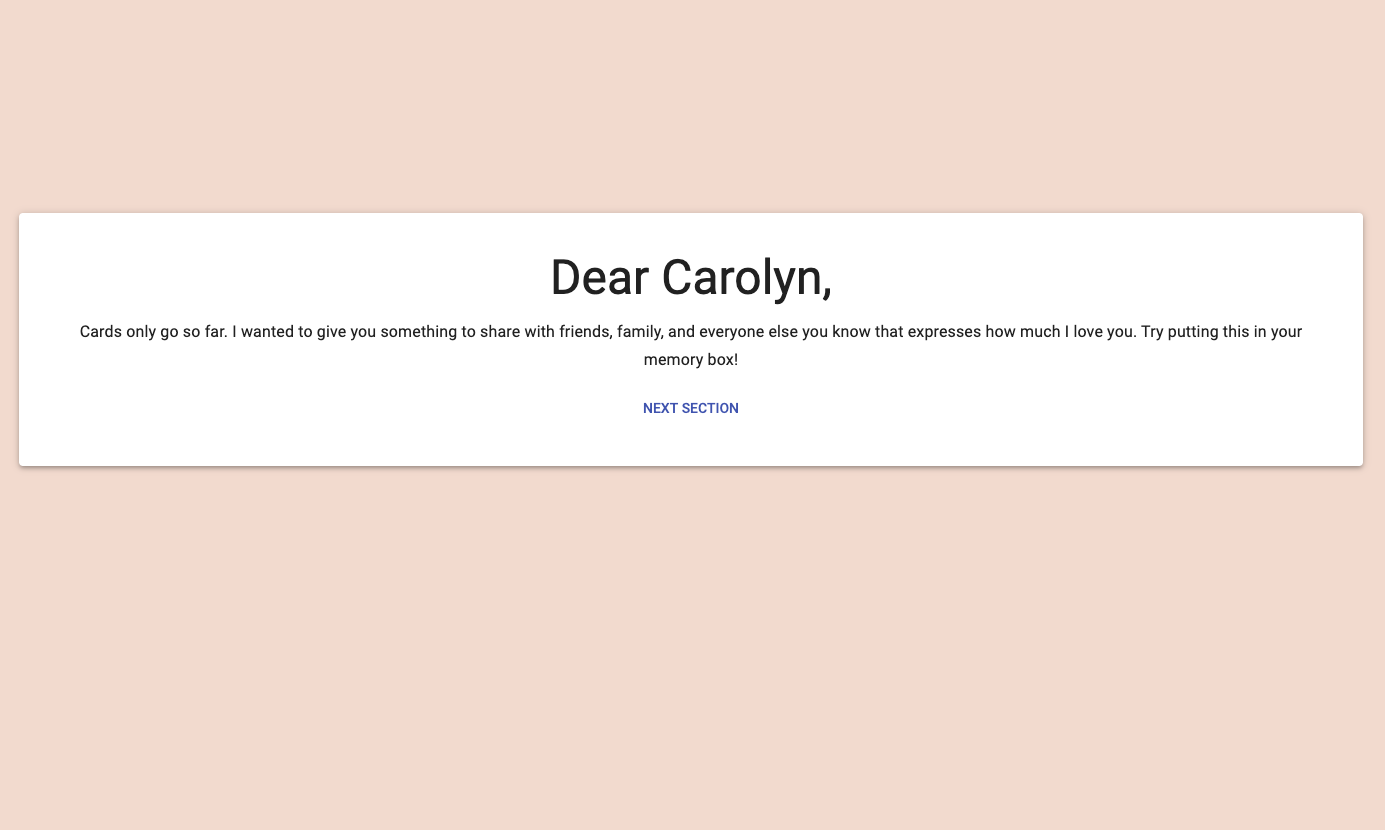 Dear Carolyn,
Cards only go so far. I wanted to give you something to share with friends, family, and everyone else you know that expresses how much I love you. Try putting this in your
memory box!
NEXT SECTION